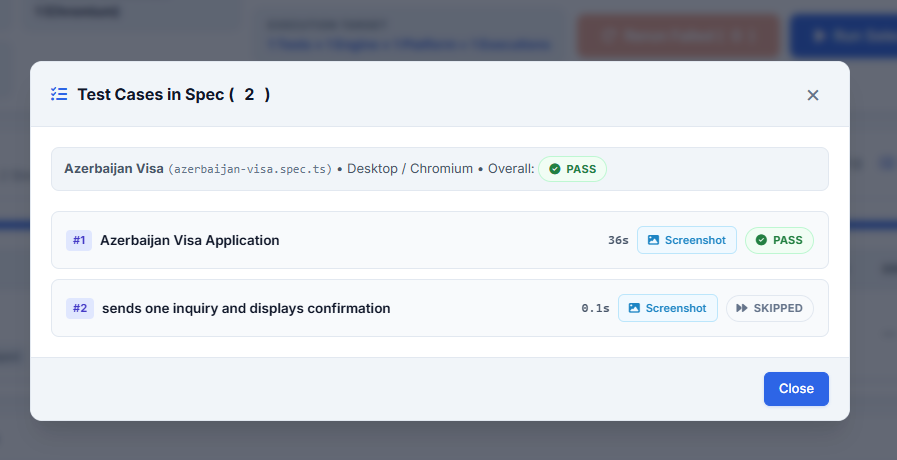 Test Cases in Spec ( 2 )
Azerbaijan Visa (azerbaijan-visa.spec.ts) • Desktop / Chromium • Overall: PASS
#1 Azerbaijan Visa Application 36s Screenshot PASS
#2 sends one inquiry and displays confirmation 0.1s Screenshot SKIPPED
Close